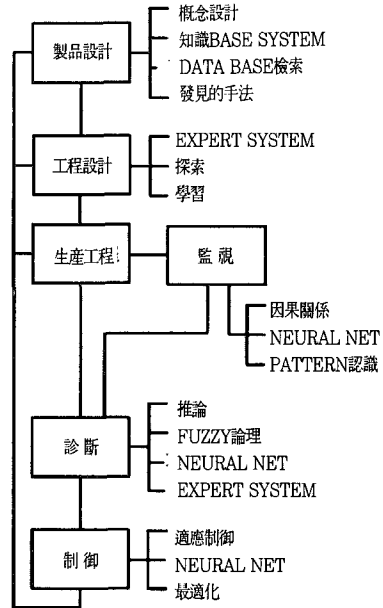 製品設計
概念設計
知識BASE SYSTEM
DATA BASE檢索
發見的手法
工程設計
EXPERT SYSTEM
探索
學習
生産工程
監視
因果關係
NEURAL NET
PATTERN認識
診斷
推論
FUZZY論理
NEURAL NET
EXPERT SYSTEM
制御
適應制御
NEURAL NET
最適化